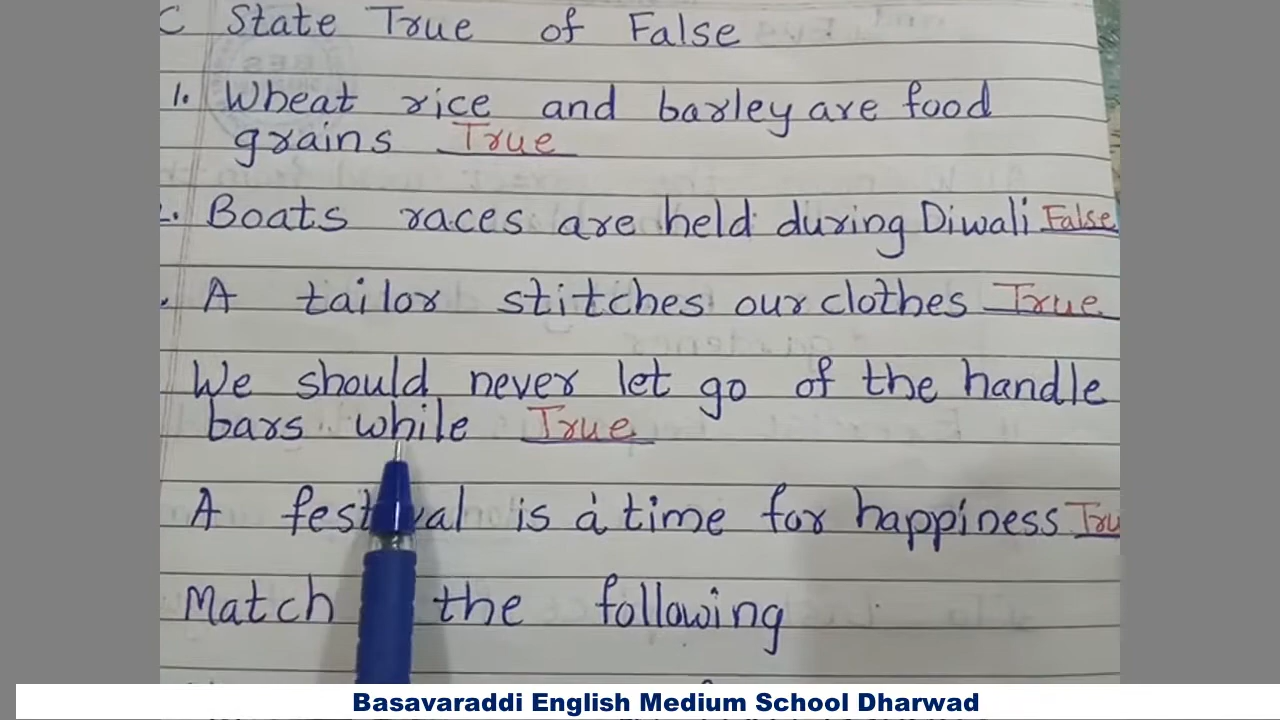 C State True of False
1. Wheat rice and barley are food
grains True
2. Boats races are held during Diwali False
. A tailor stitches our clothes True
We should never let go of the handle
bars while True
A festival is a time for happiness Tru
Match the following
Basavaraddi English Medium School Dharwad